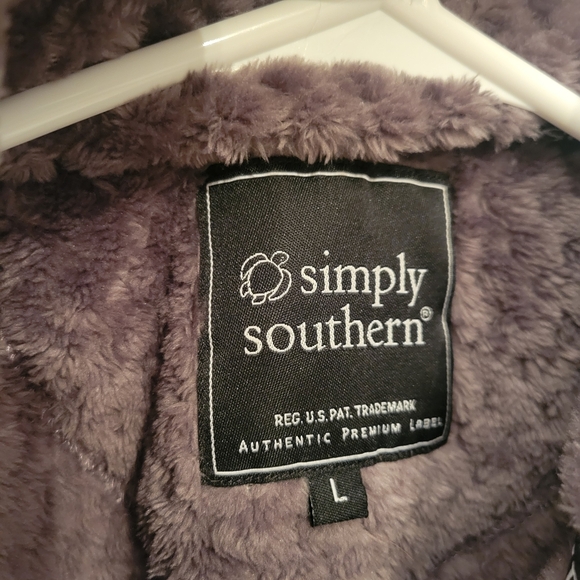 simply
southern®
REG. U.S. PAT. TRADEMARK
AUTHENTIC PREMIUM LABEL
L